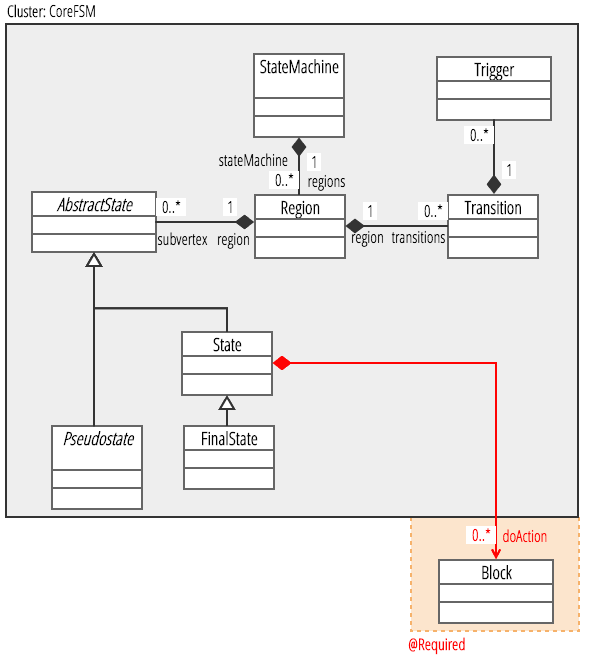 Cluster: CoreFSM
StateMachine
Trigger
0..*
stateMachine
1
0..*
regions
1
AbstractState
0..*
1
Region
1
0..*
Transition
subvertex
region
region
transitions
State
Pseudostate
FinalState
0..*
doAction
Block
@Required